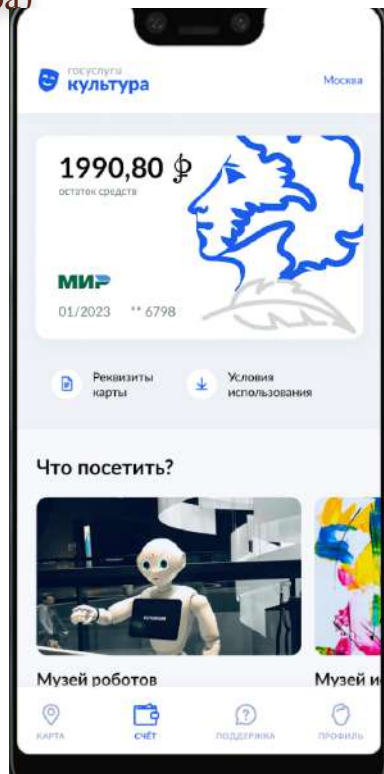 госуслуги
культура
Москва
1990,80
остаток средств
МИР
01/2023 ** 6798
Реквизиты
карты
Условия
использования
Что посетить?
Музей роботов
Музей и
КАРТА
СЧЁТ
ПОДДЕРЖКА
ПРОФИЛЬ